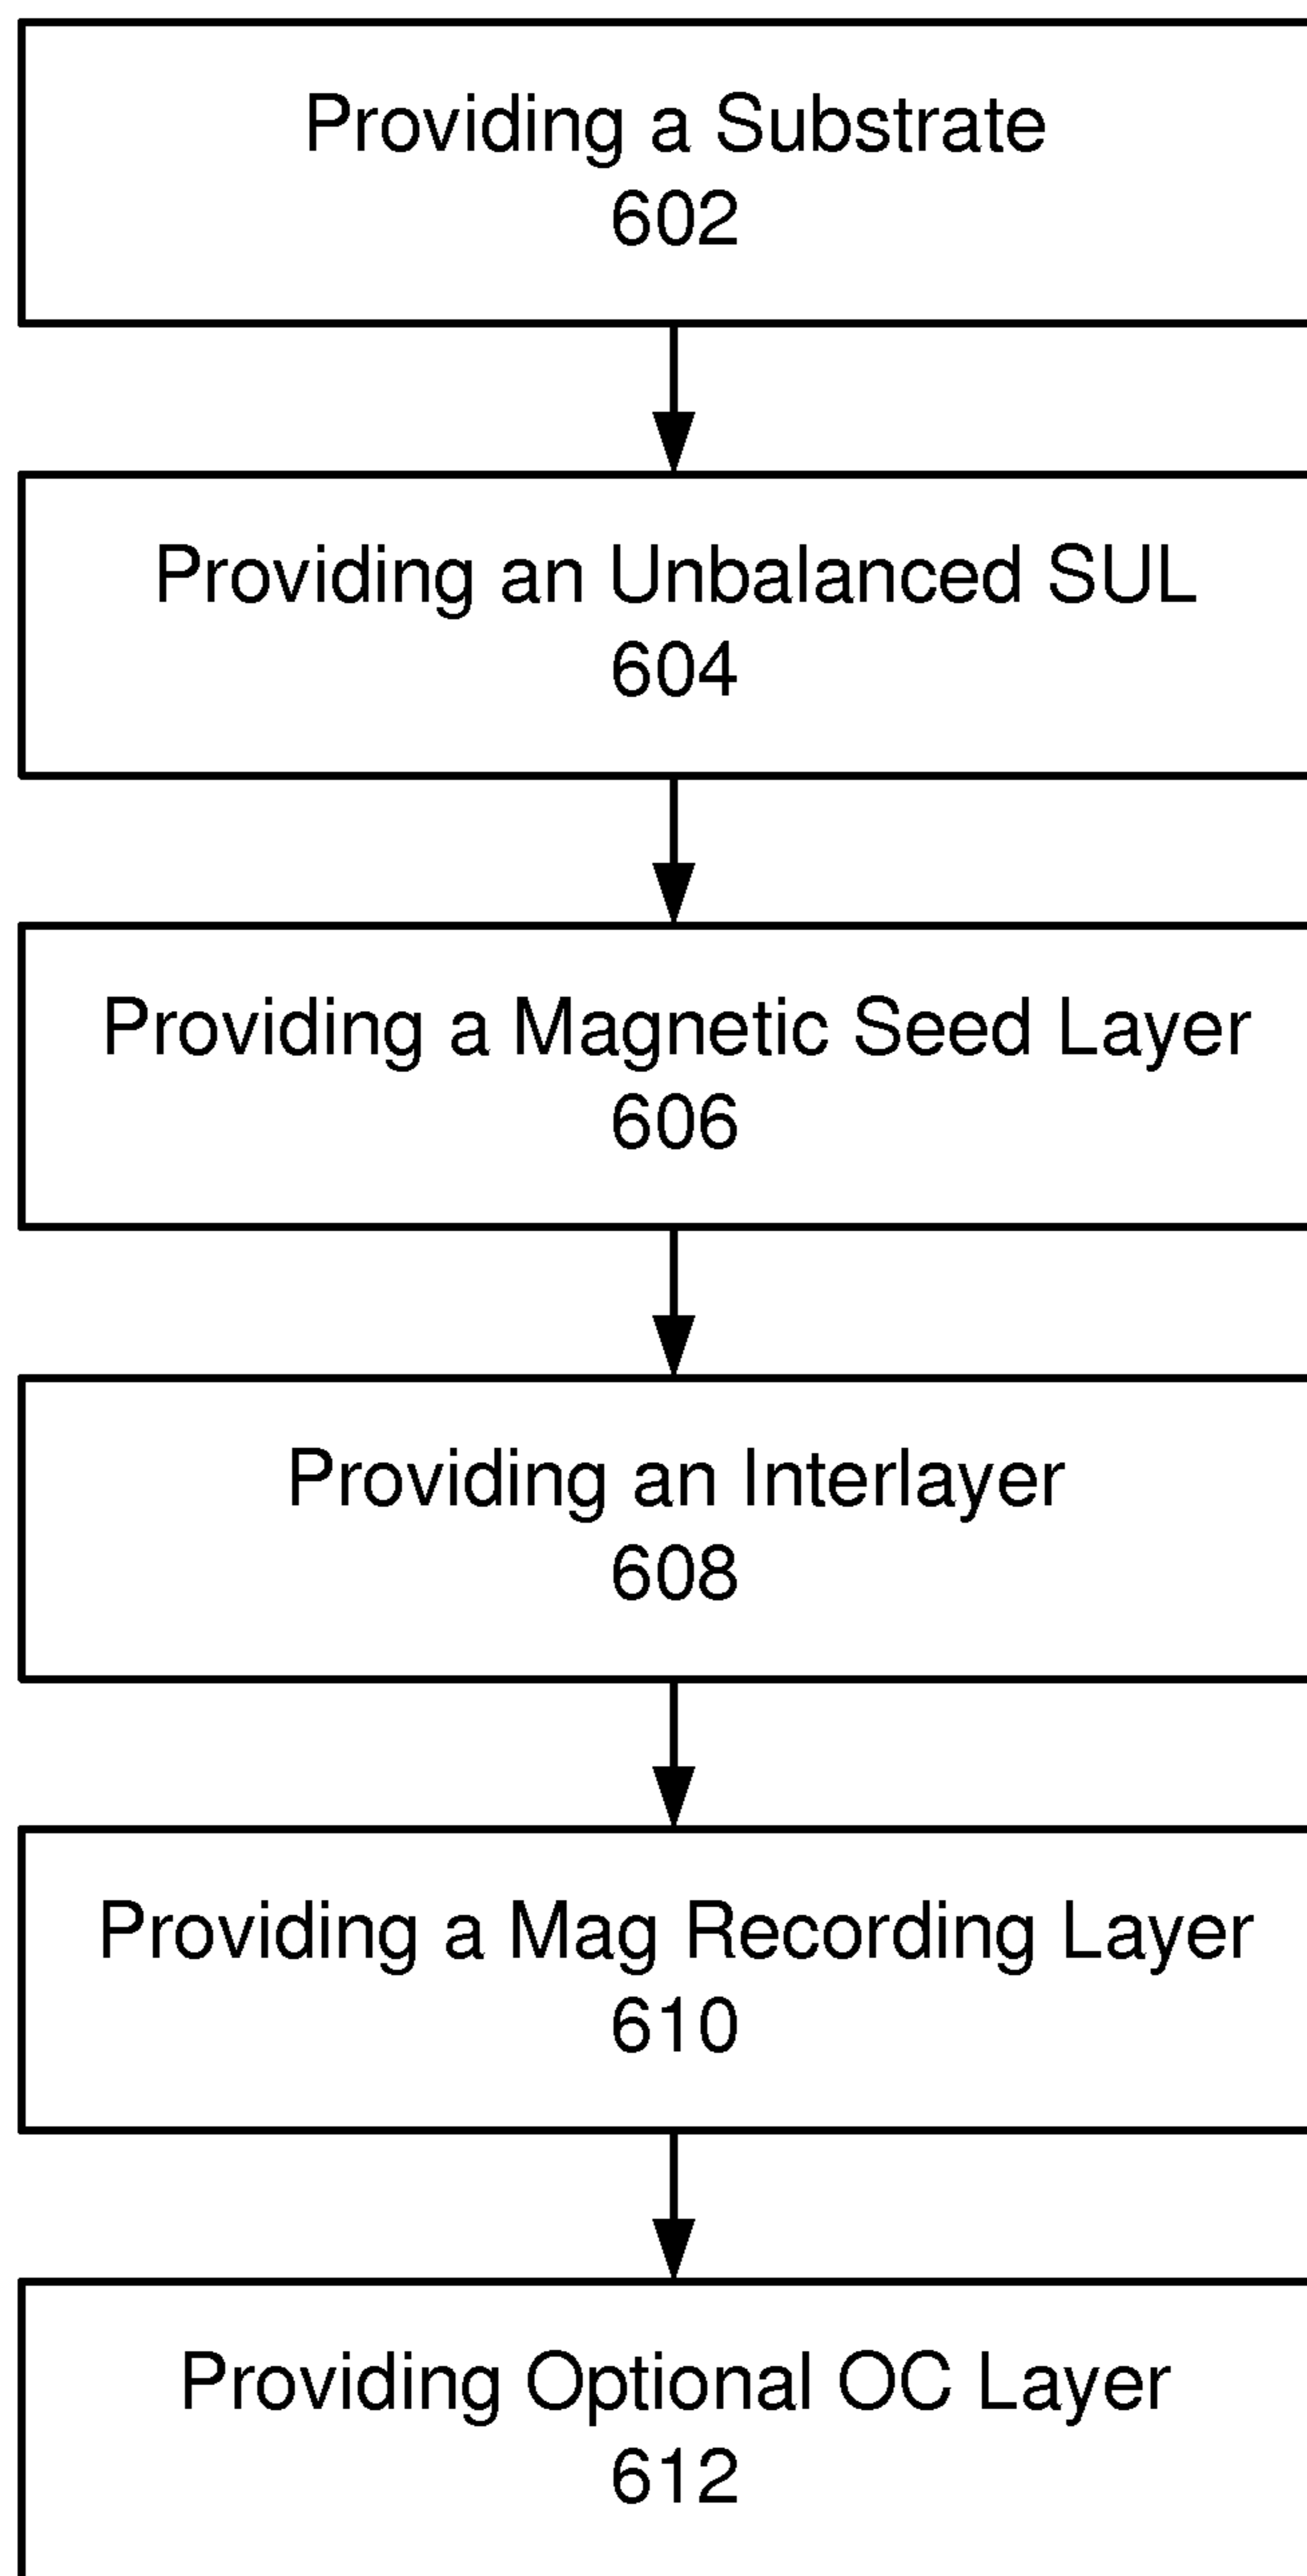 Providing a Substrate
602
Providing an Unbalanced SUL
604
Providing a Magnetic Seed Layer
606
Providing an Interlayer
608
Providing a Mag Recording Layer
610
Providing Optional OC Layer
612